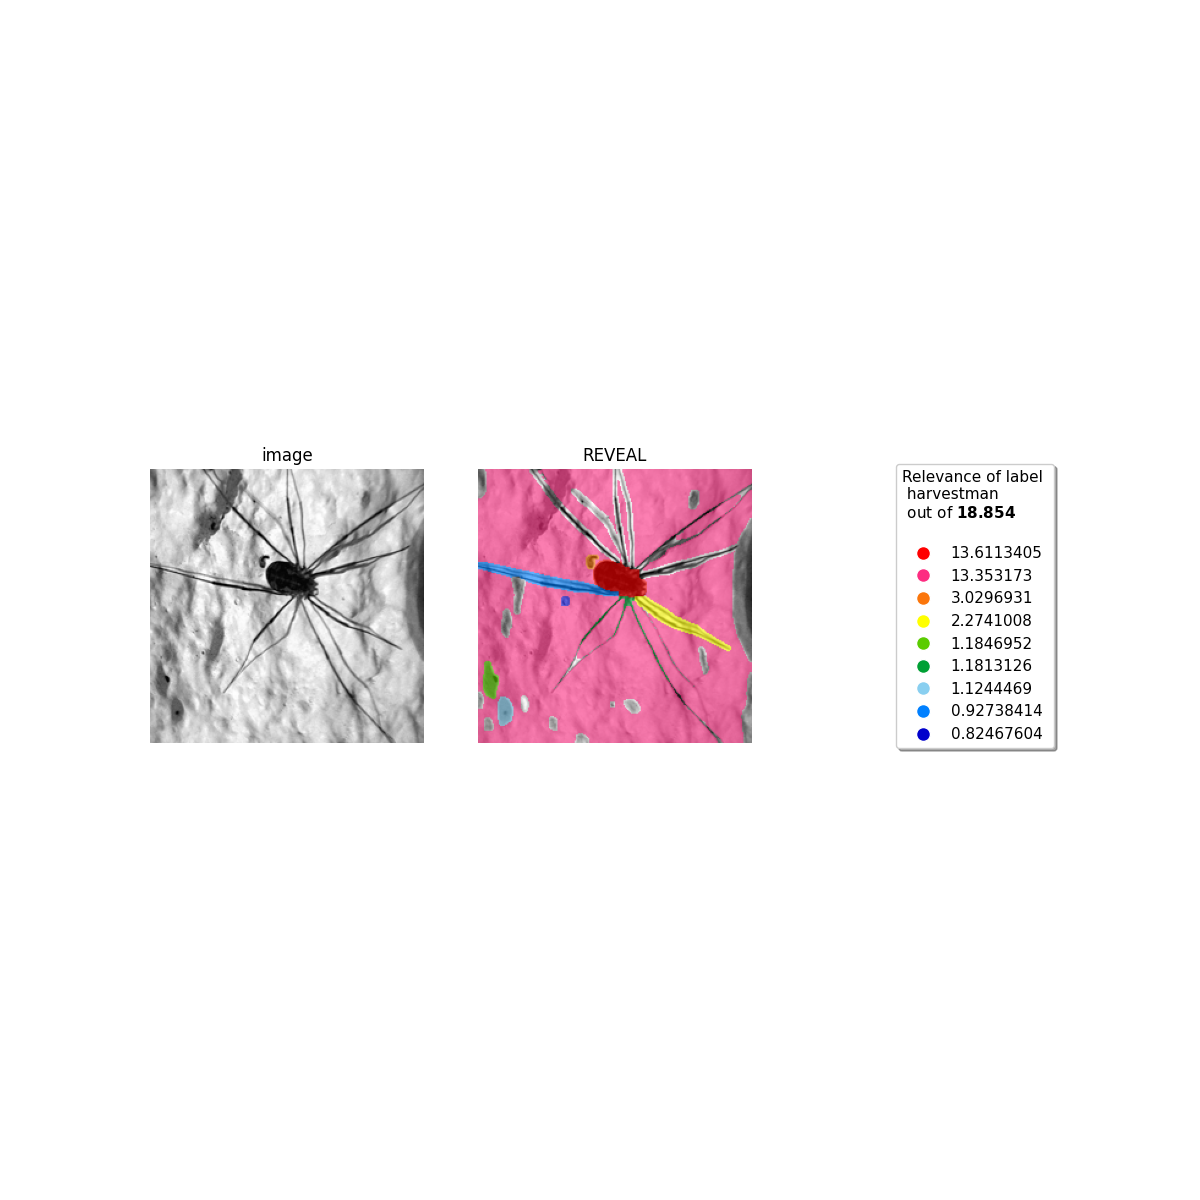 image
REVEAL
Relevance of label
harvestman
out of 18.854
13.6113405
13.353173
3.0296931
2.2741008
1.1846952
1.1813126
1.1244469
0.92738414
0.82467604